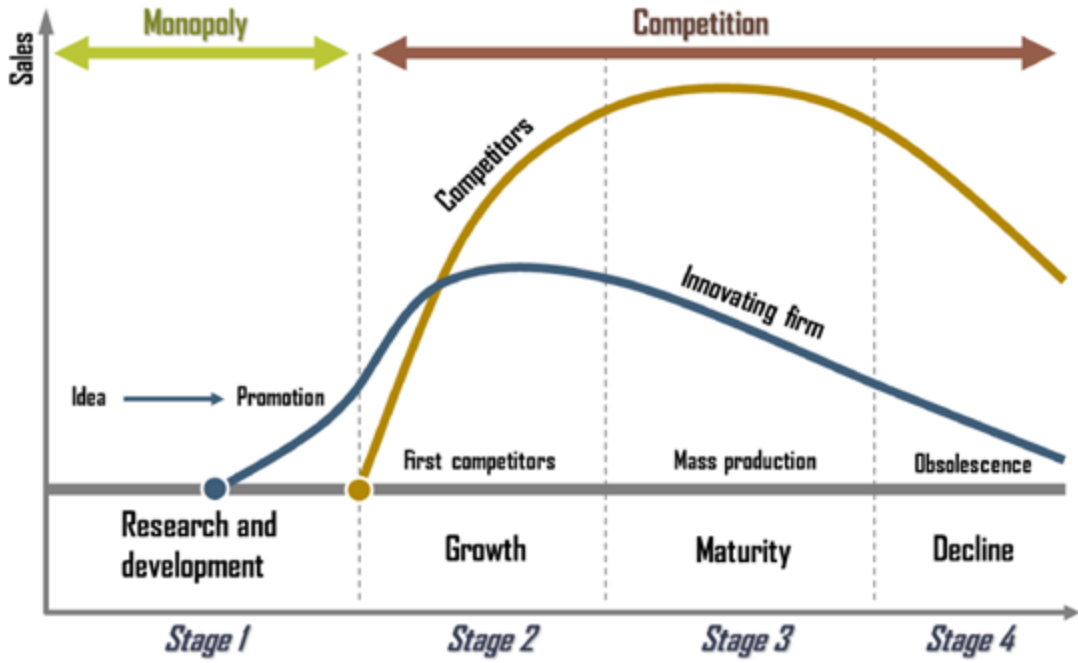 Monopoly
Competition
Sales
Competitors
Innovating firm
Idea
Promotion
First competitors
Mass production
Obsolescence
Research and
development
Growth
Maturity
Decline
Stage 1
Stage 2
Stage 3
Stage 4